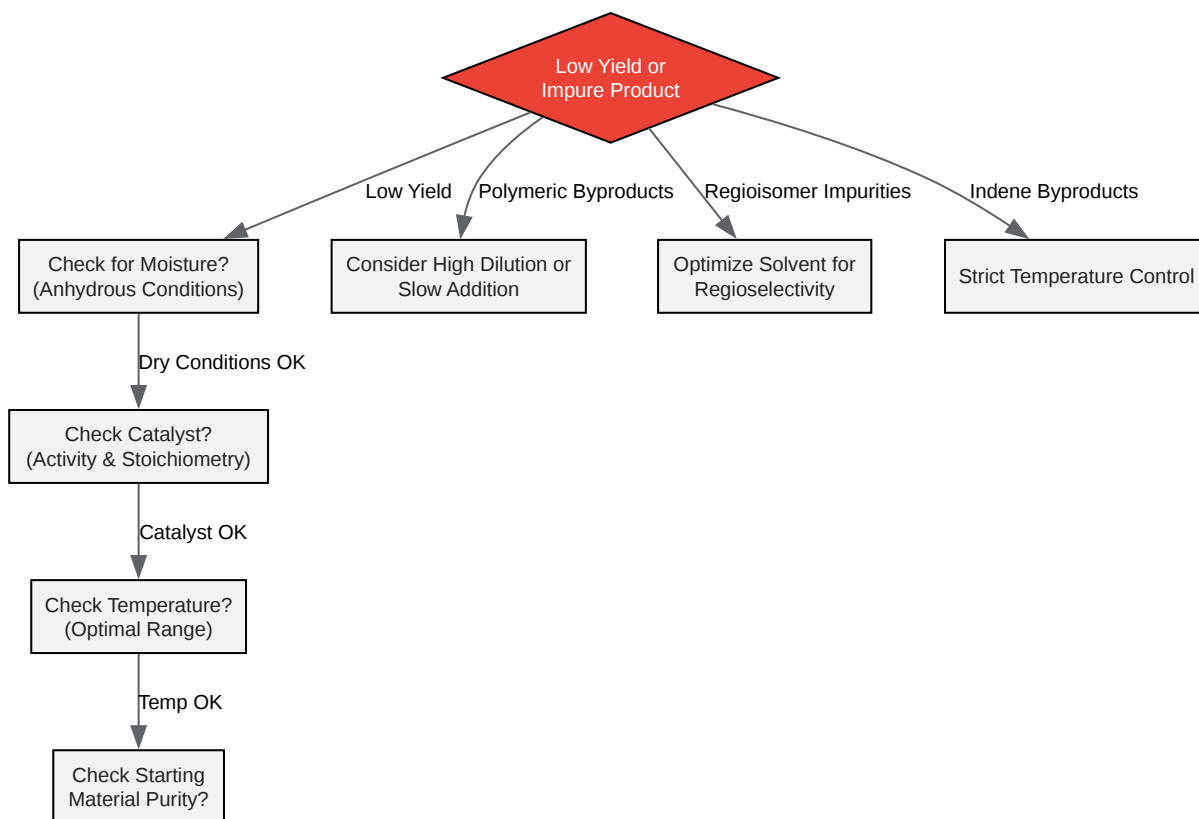 Low Yield or
Impure Product
Low Yield
Polymeric Byproducts
Regioisomer Impurities
Indene Byproducts
Check for Moisture?
(Anhydrous Conditions)
Consider High Dilution or
Slow Addition
Optimize Solvent for
Regioselectivity
Strict Temperature Control
Dry Conditions OK
Check Catalyst?
(Activity & Stoichiometry)
Catalyst OK
Check Temperature?
(Optimal Range)
Temp OK
Check Starting
Material Purity?